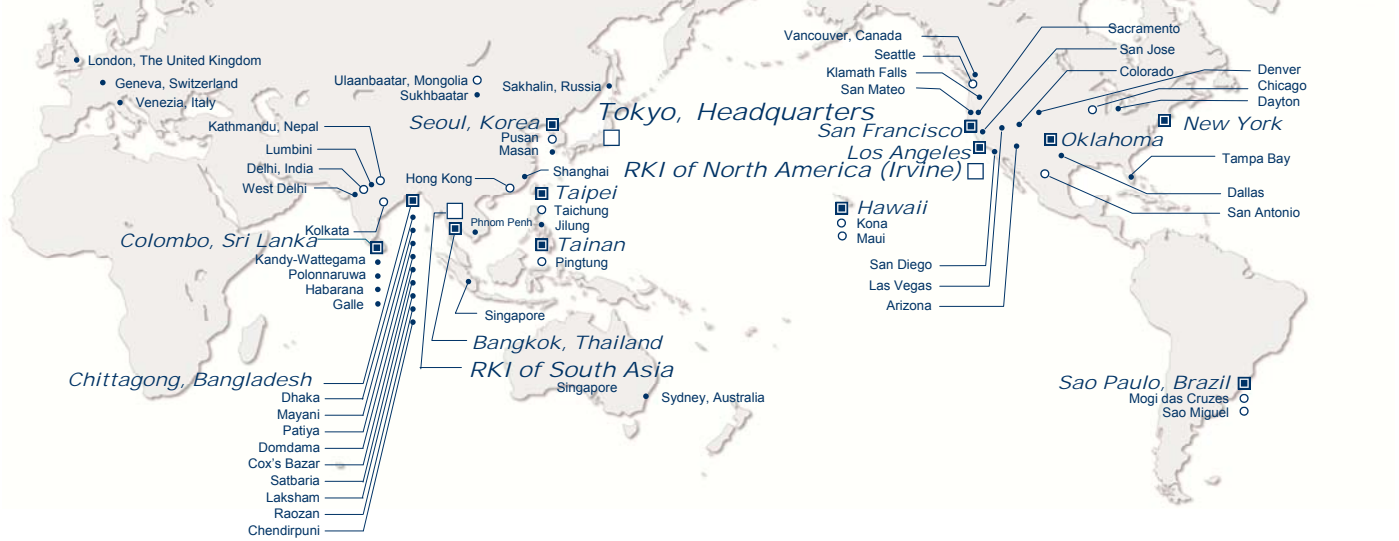 London, The United Kingdom
Geneva, Switzerland
Venezia, Italy
Ulaanbaatar, Mongolia
Sukhbaatar
Sakhalin, Russia
Tokyo, Headquarters
Seoul, Korea
Pusan
Masan
Kathmandu, Nepal
Lumbini
Delhi, India
West Delhi
Hong Kong
Shanghai
Taipei
Taichung
Jilung
Tainan
Pingtung
Phnom Penh
Kolkata
Colombo, Sri Lanka
Kandy-Wattegama
Polonnaruwa
Habarana
Galle
Singapore
Bangkok, Thailand
RKI of South Asia
Singapore
Sydney, Australia
Chittagong, Bangladesh
Dhaka
Mayani
Patiya
Domdama
Cox's Bazar
Satbaria
Laksham
Raozan
Chendirpuni
Vancouver, Canada
Seattle
Klamath Falls
San Mateo
San Francisco
Los Angeles
RKI of North America (Irvine)
Hawaii
Kona
Maui
San Diego
Las Vegas
Arizona
Sacramento
San Jose
Colorado
Denver
Chicago
Dayton
New York
Oklahoma
Tampa Bay
Dallas
San Antonio
Sao Paulo, Brazil
Mogi das Cruzes
Sao Miguel